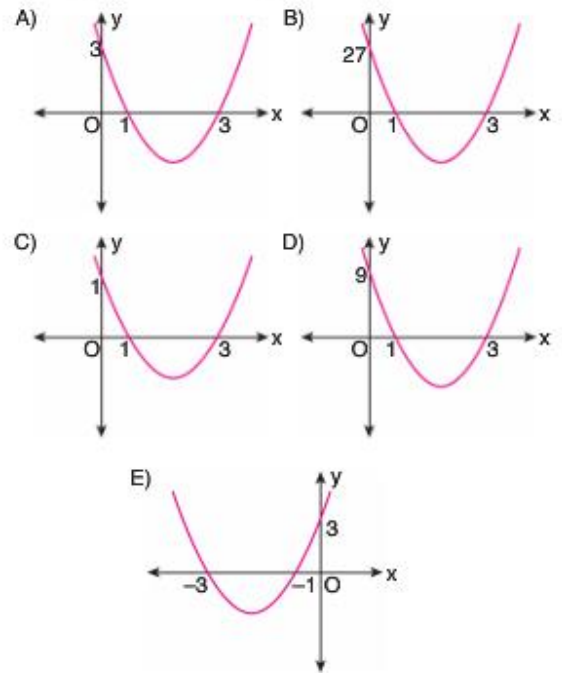 A) y B) y
3 27
O 1 3 x O 1 3 x
C) y D) y
1 9
O 1 3 x O 1 3 x
E) y
3
−3 −1 O x